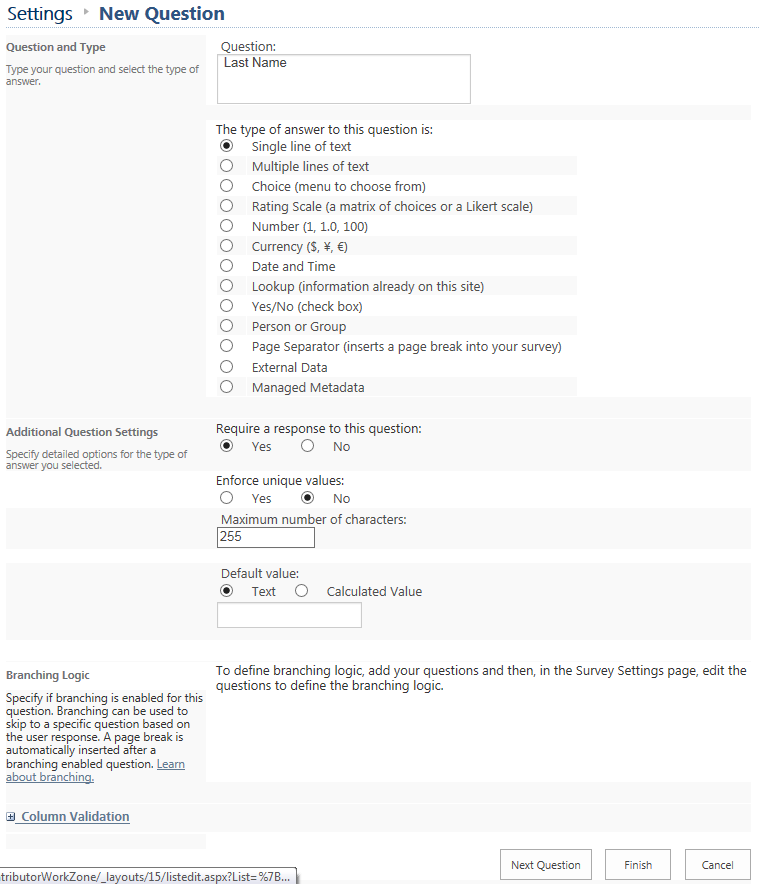 Settings ‣ New Question
Question and Type
Type your question and select the type of
answer.
Question:
Last Name
The type of answer to this question is:
Single line of text
Multiple lines of text
Choice (menu to choose from)
Rating Scale (a matrix of choices or a Likert scale)
Number (1, 1.0, 100)
Currency ($, ¥, €)
Date and Time
Lookup (information already on this site)
Yes/No (check box)
Person or Group
Page Separator (inserts a page break into your survey)
External Data
Managed Metadata
Additional Question Settings
Specify detailed options for the type of
answer you selected.
Require a response to this question:
Yes No
Enforce unique values:
Yes No
Maximum number of characters:
255
Default value:
Text Calculated Value
Branching Logic
Specify if branching is enabled for this
question. Branching can be used to
skip to a specific question based on
the user response. A page break is
automatically inserted after a
branching enabled question. Learn
about branching.
To define branching logic, add your questions and then, in the Survey Settings page, edit the
questions to define the branching logic.
Column Validation
Next Question Finish Cancel
tributorWorkZone/_layouts/15/listedit.aspx?List=%7B...